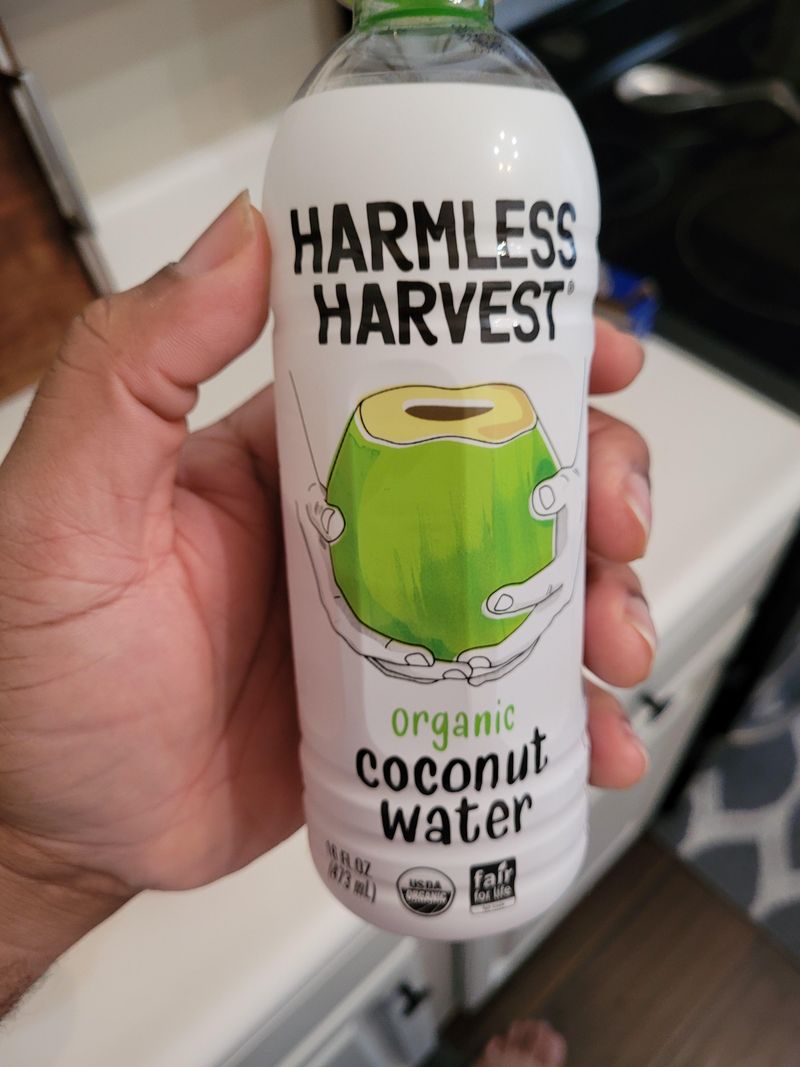 HARMLESS
HARVEST®
organic
coconut
water
16 FL OZ
(473 mL)
USDA
ORGANIC
fair
for life